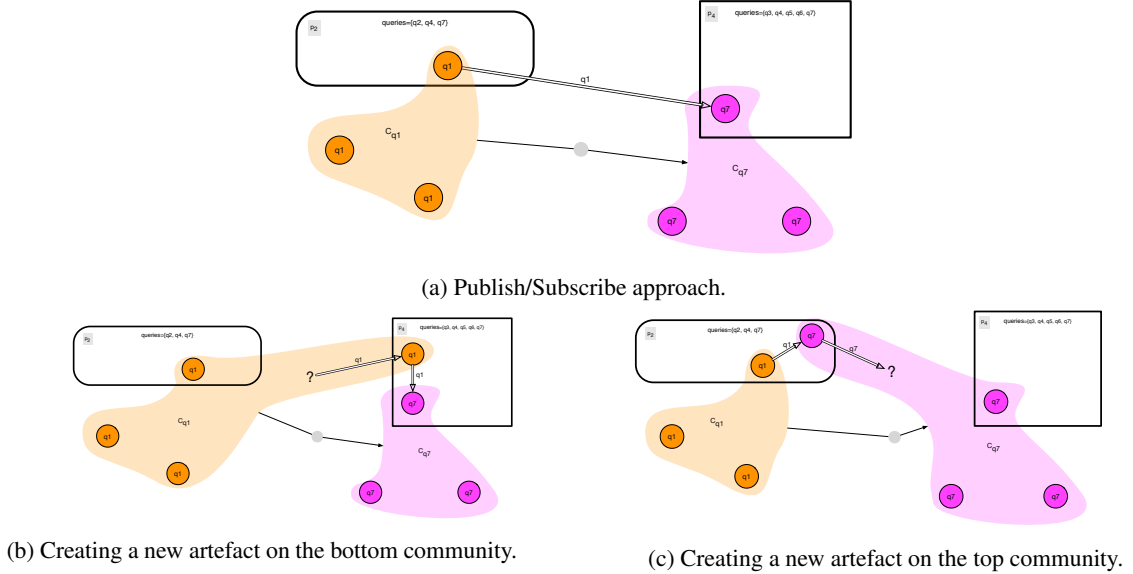 p2
queries={q2, q4, q7}
q1
q1
q1
Cq1
q1
p4
queries={q3, q4, q5, q6, q7}
q7
Cq7
q7
q7
(a) Publish/Subscribe approach.
p2
queries={q2, q4, q7}
q1
Cq1
q1
q1
?
q1
p4
queries={q3, q4, q5, q6, q7}
q1
q1
q7
Cq7
q7
q7
(b) Creating a new artefact on the bottom community.
queries={q2, q4, q7}
q1
q1
q7
q7
?
Cq1
q1
q1
p4
queries={q3, q4, q5, q6, q7}
q7
Cq7
q7
q7
(c) Creating a new artefact on the top community.